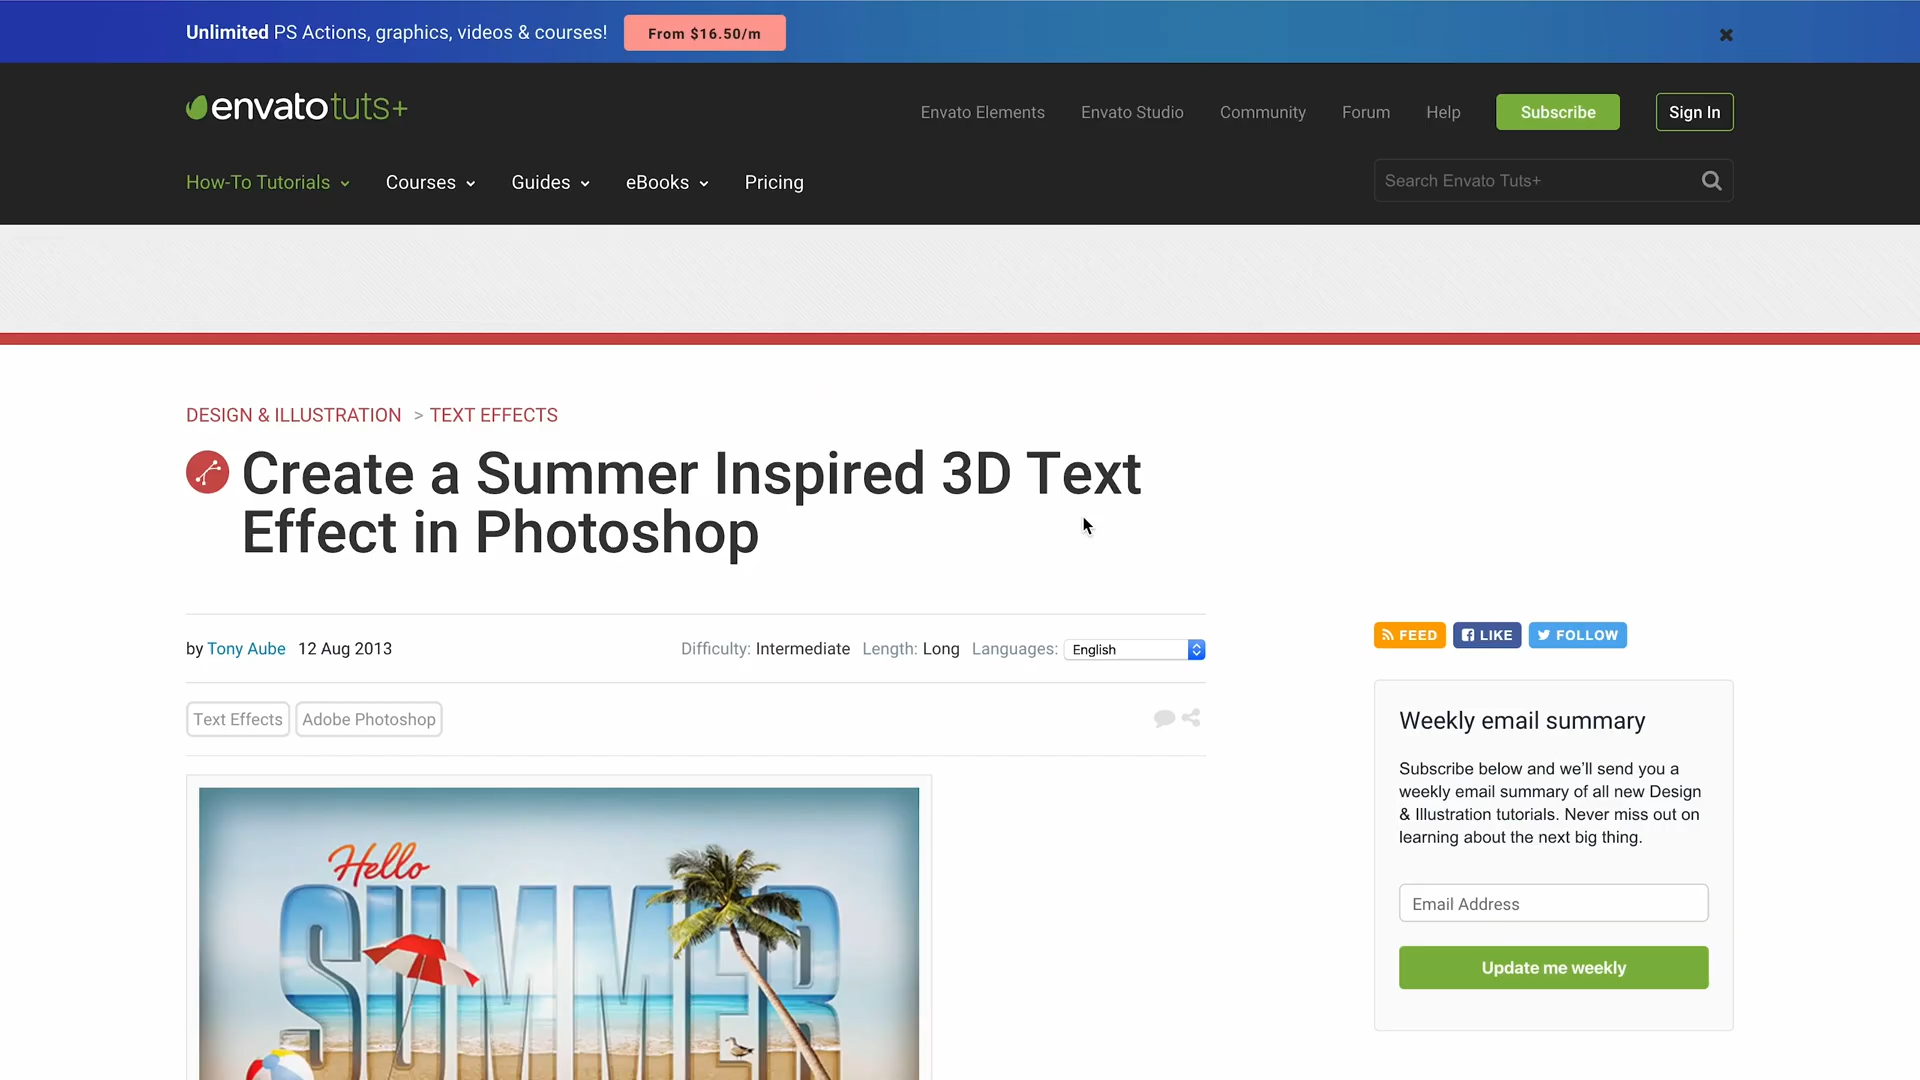 Unlimited PS Actions, graphics, videos & courses!
From $16.50/m
envatotuts+
Envato Elements
Envato Studio
Community
Forum
Help
Subscribe
Sign In
How-To Tutorials
Courses
Guides
eBooks
Pricing
Search Envato Tuts+
DESIGN & ILLUSTRATION > TEXT EFFECTS
Create a Summer Inspired 3D Text
Effect in Photoshop
by Tony Aube 12 Aug 2013
Difficulty: Intermediate Length: Long Languages: English
FEED
LIKE
FOLLOW
Text Effects
Adobe Photoshop
Hello
SUMMER
Weekly email summary
Subscribe below and we’ll send you a
weekly email summary of all new Design
& Illustration tutorials. Never miss out on
learning about the next big thing.
Email Address
Update me weekly